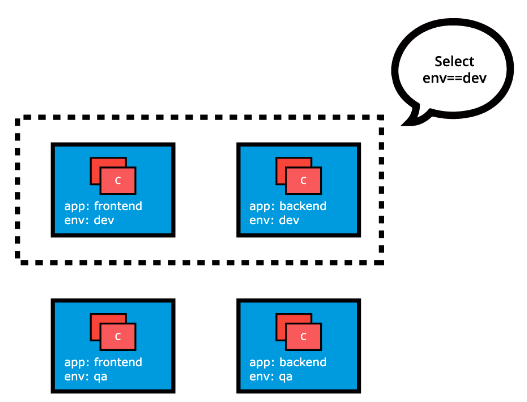 Select
env==dev
C
app: frontend
env: dev
C
app: backend
env: dev
C
app: frontend
env: qa
C
app: backend
env: qa